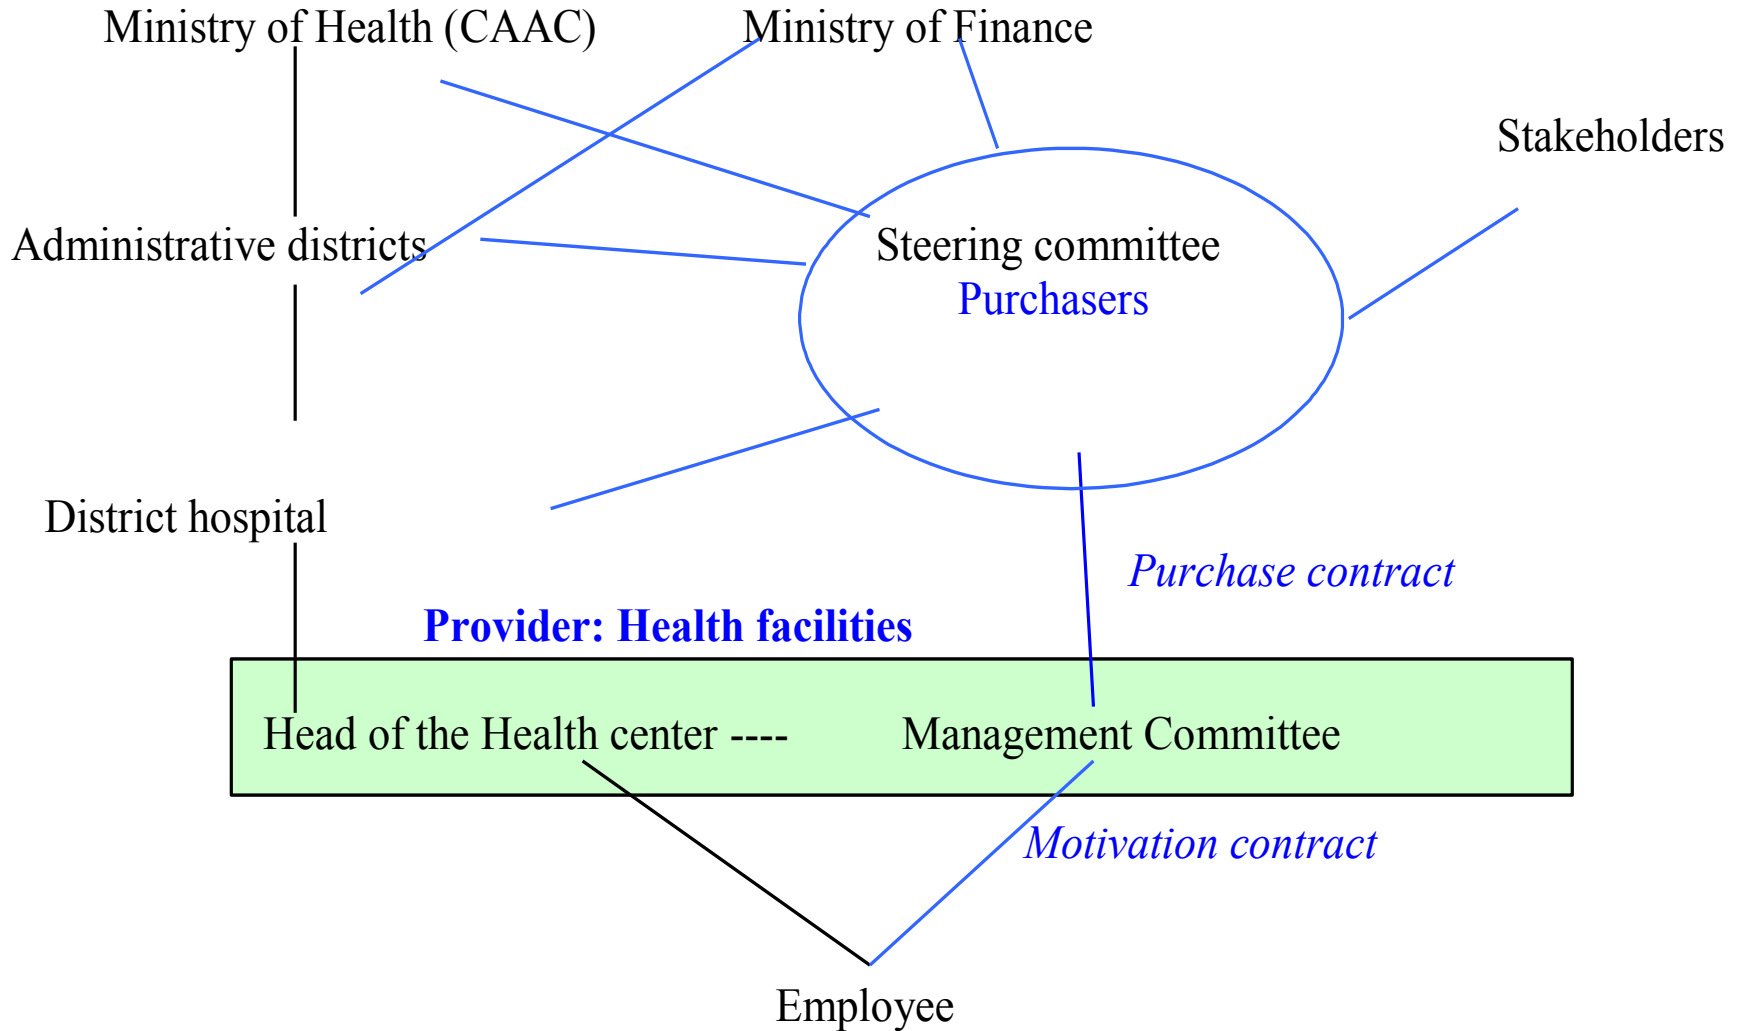 Ministry of Health (CAAC)
Ministry of Finance
Stakeholders
Administrative districts
Steering committee
Purchasers
District hospital
Purchase contract
Provider: Health facilities
Head of the Health center ----
Management Committee
Motivation contract
Employee